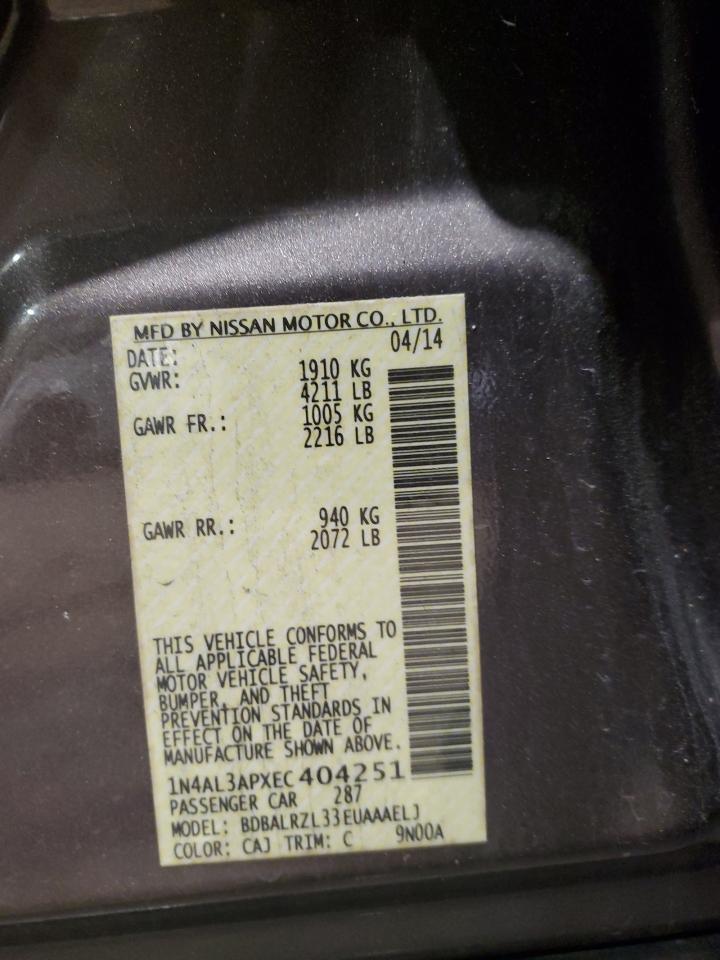 MFD BY NISSAN MOTOR CO., LTD.
DATE: 04/14
GVWR: 1910 KG
4211 LB
GAWR FR.: 1005 KG
2216 LB
GAWR RR.: 940 KG
2072 LB
THIS VEHICLE CONFORMS TO
ALL APPLICABLE FEDERAL
MOTOR VEHICLE SAFETY,
BUMPER, AND THEFT
PREVENTION STANDARDS IN
EFFECT ON THE DATE OF
MANUFACTURE SHOWN ABOVE.
1N4AL3APXEC404251
PASSENGER CAR 287
MODEL: BDBALRZL33EUAAAELJ
COLOR: CAJ TRIM: C 9N00A